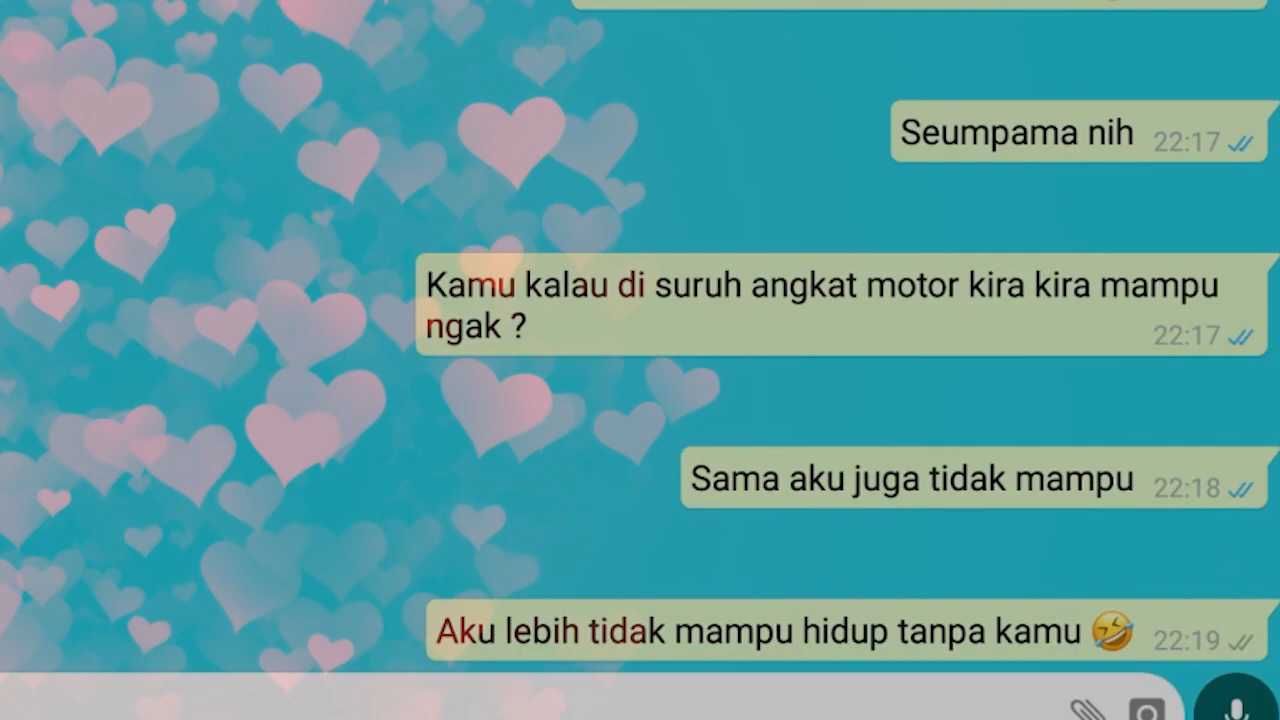 Seumpama nih 22:17
Kamu kalau di suruh angkat motor kira kira mampu
ngak ? 22:17
Sama aku juga tidak mampu 22:18
Aku lebih tidak mampu hidup tanpa kamu 🤣 22:19